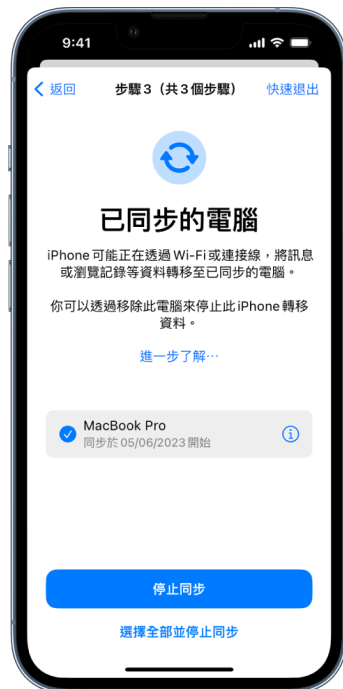 9:41
返回
步驟3（共3個步驟）
快速退出
已同步的電腦
iPhone 可能正在透過 Wi-Fi 或連接線，將訊息
或瀏覽記錄等資料轉移至已同步的電腦。
你可以透過移除此電腦來停止此 iPhone 轉移
資料。
進一步了解…
MacBook Pro
同步於 05/06/2023 開始
停止同步
選擇全部並停止同步